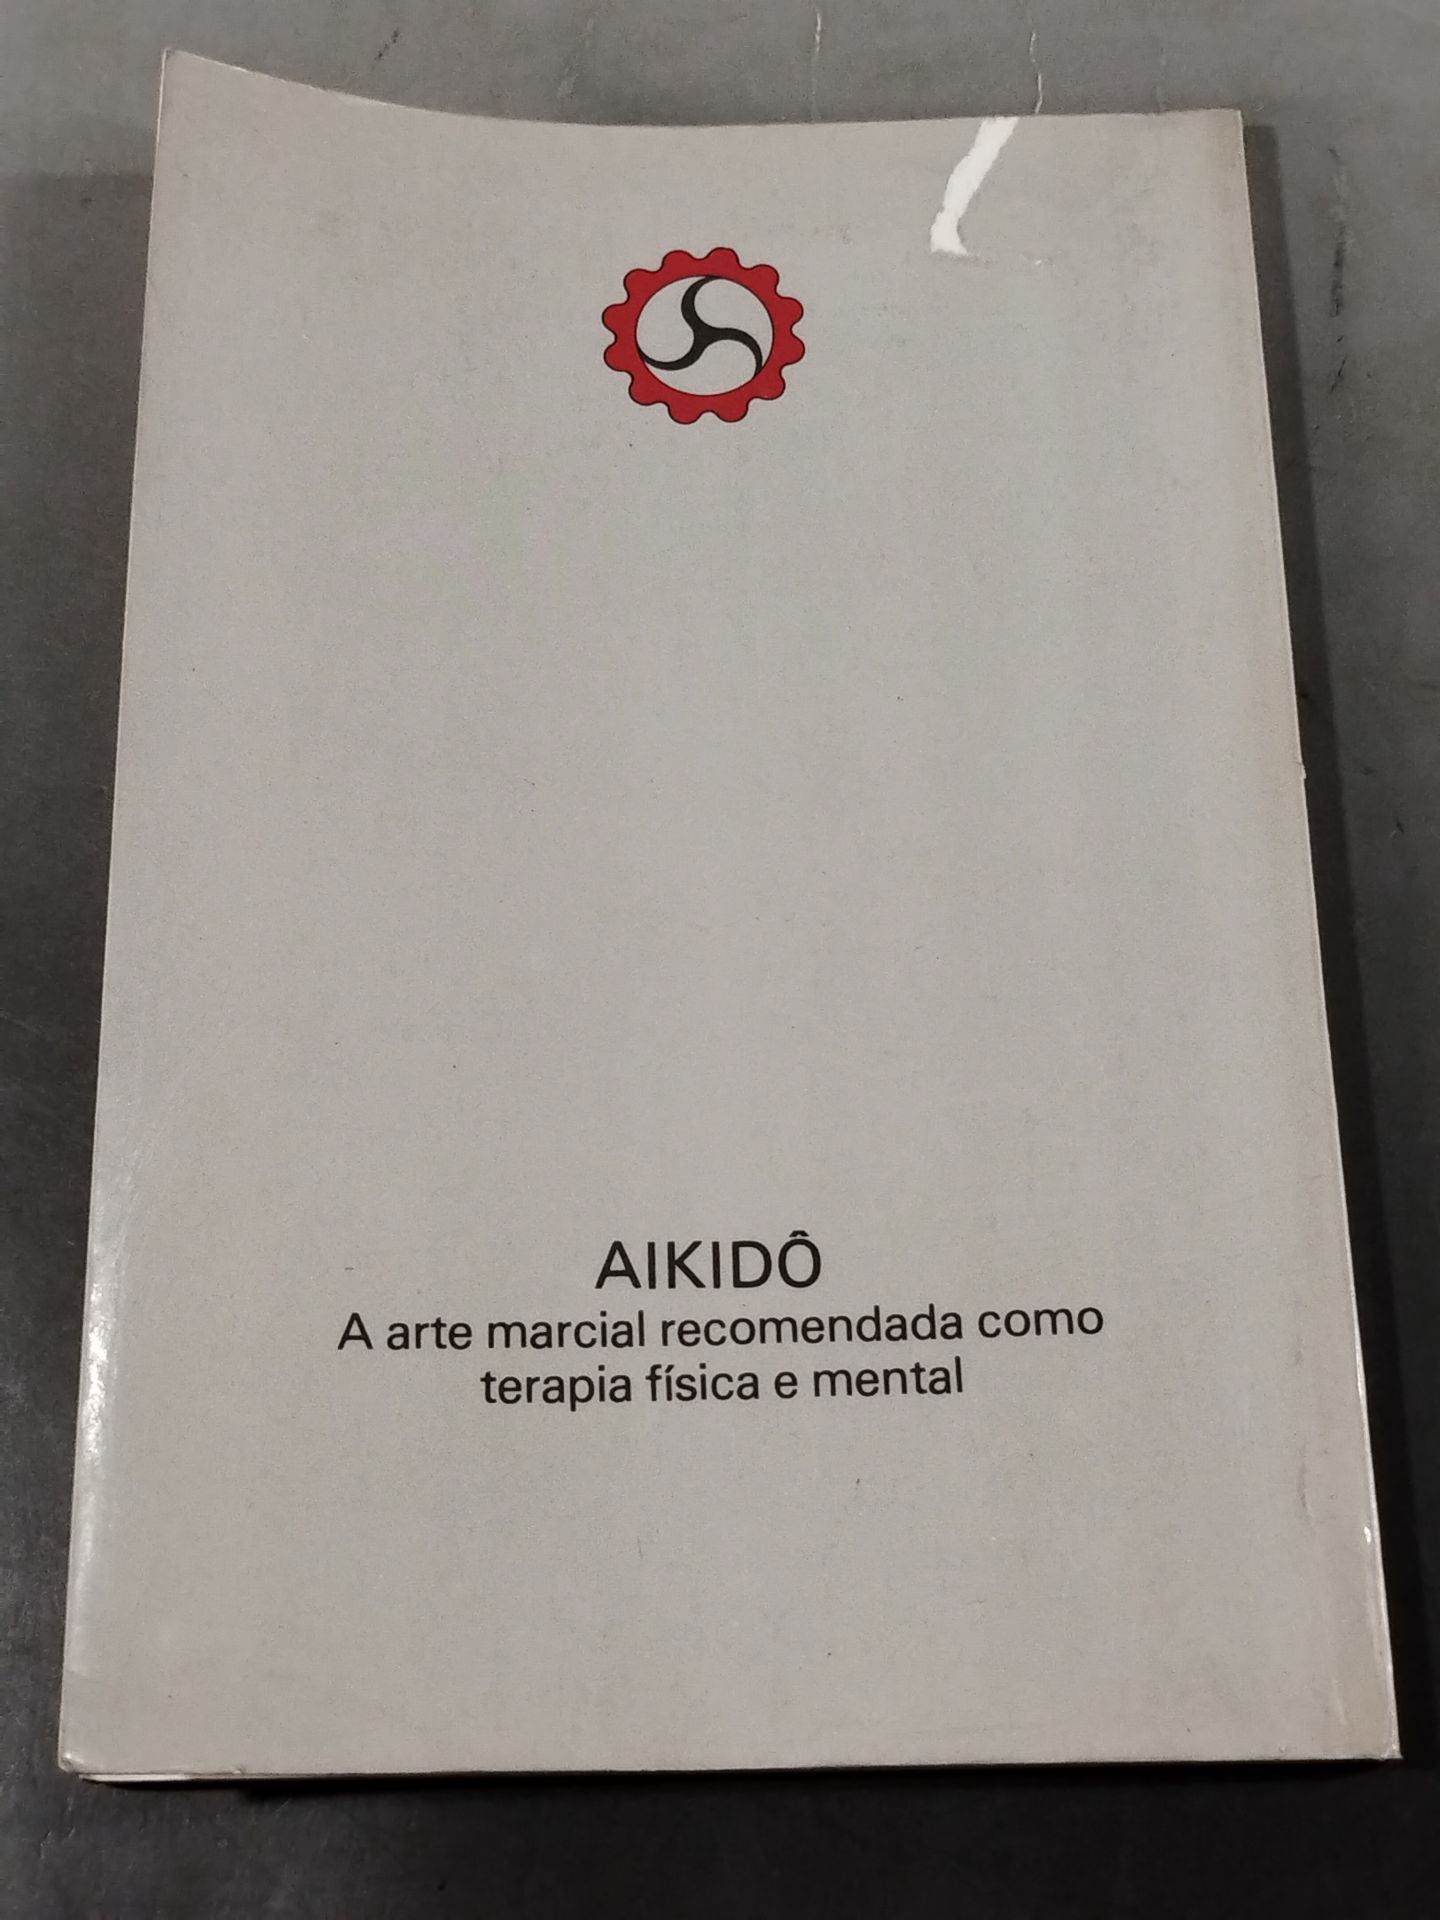 AIKIDÔ
A arte marcial recomendada como
terapia física e mental